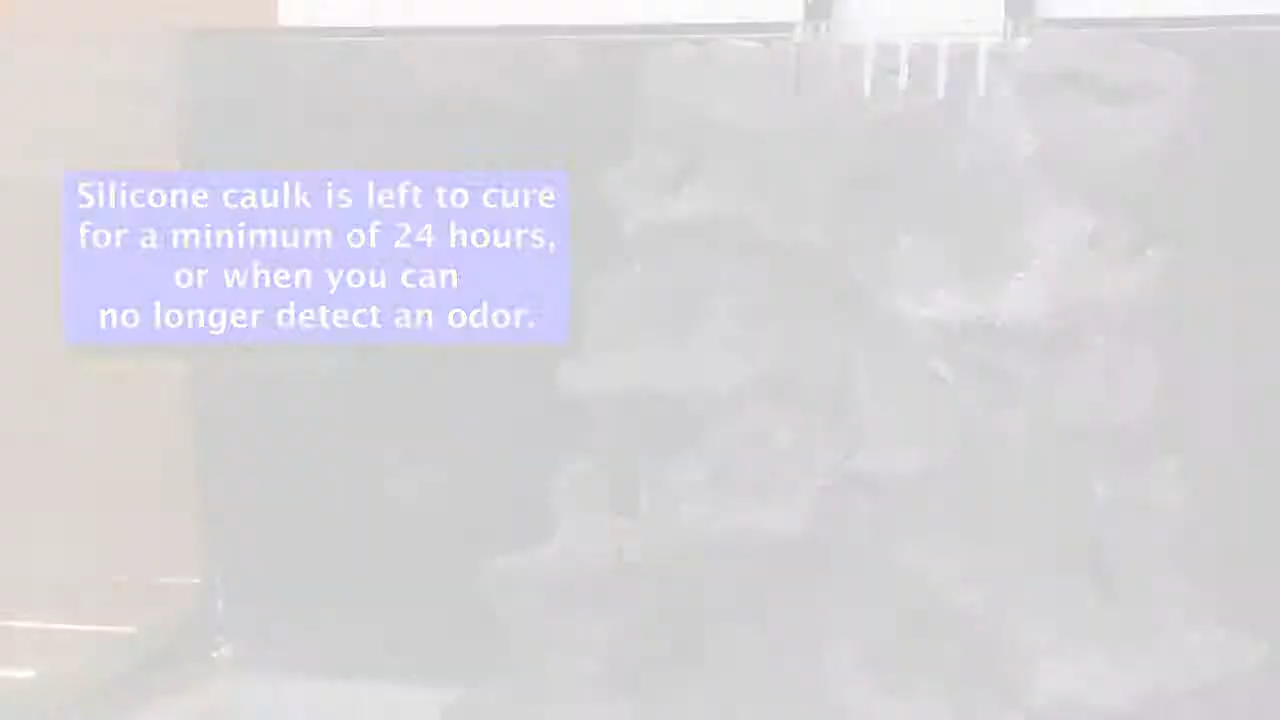 Silicone caulk is left to cure
for a minimum of 24 hours,
or when you can
no longer detect an odor.